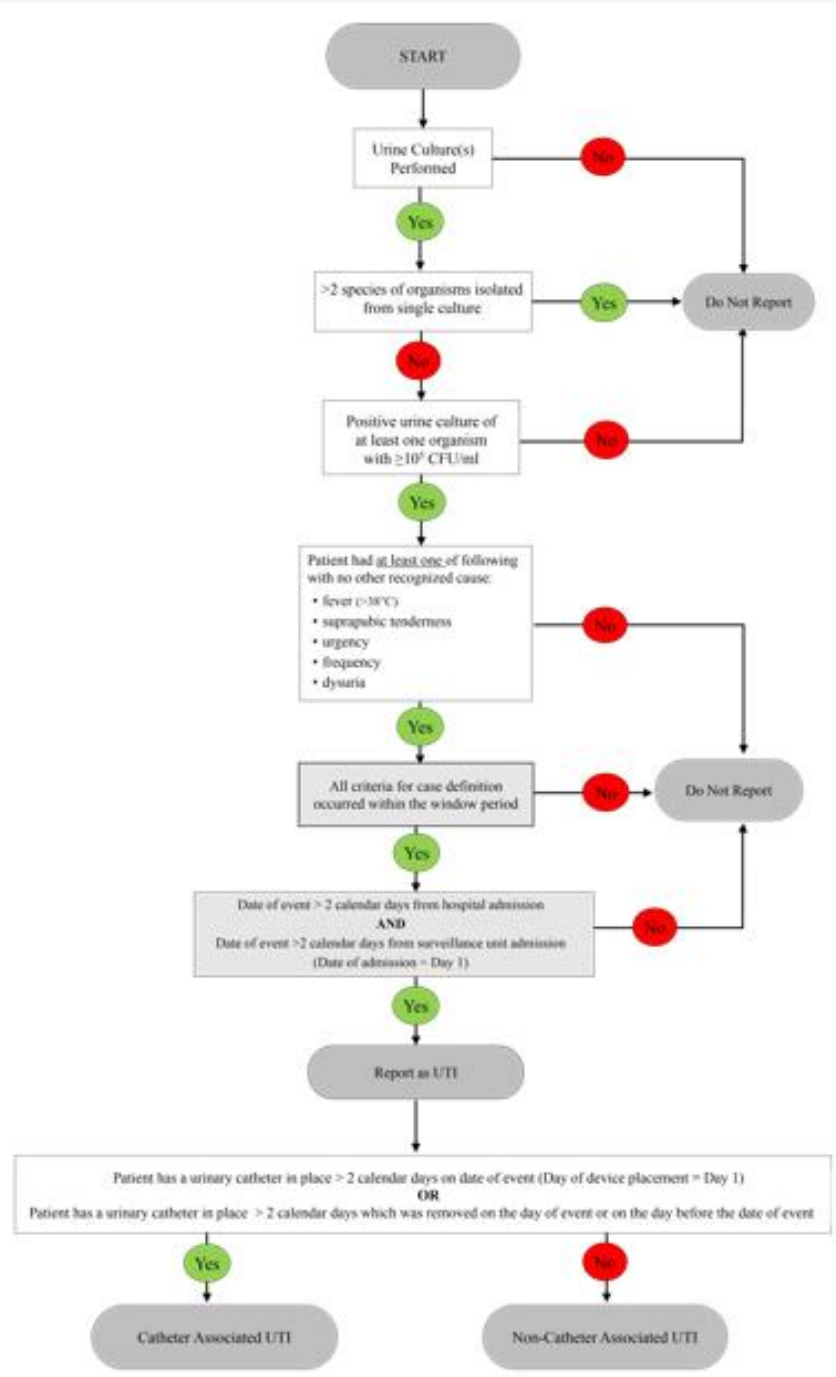 START
Urine Culture(s)
Performed
No
Yes
>2 species of organisms isolated
from single culture
Yes
Do Not Report
No
Positive urine culture of
at least one organism
with ≥10⁵ CFU/ml
No
Yes
Patient had at least one of following
with no other recognized cause:
• fever (>38°C)
• suprapubic tenderness
• urgency
• frequency
• dysuria
No
Yes
All criteria for case definition
occurred within the window period
No
Do Not Report
Yes
Date of event > 2 calendar days from hospital admission
AND
Date of event >2 calendar days from surveillance unit admission
(Date of admission = Day 1)
No
Yes
Report as UTI
Patient has a urinary catheter in place > 2 calendar days on date of event (Day of device placement = Day 1)
OR
Patient has a urinary catheter in place > 2 calendar days which was removed on the day of event or on the day before the date of event
Yes
No
Catheter Associated UTI
Non-Catheter Associated UTI